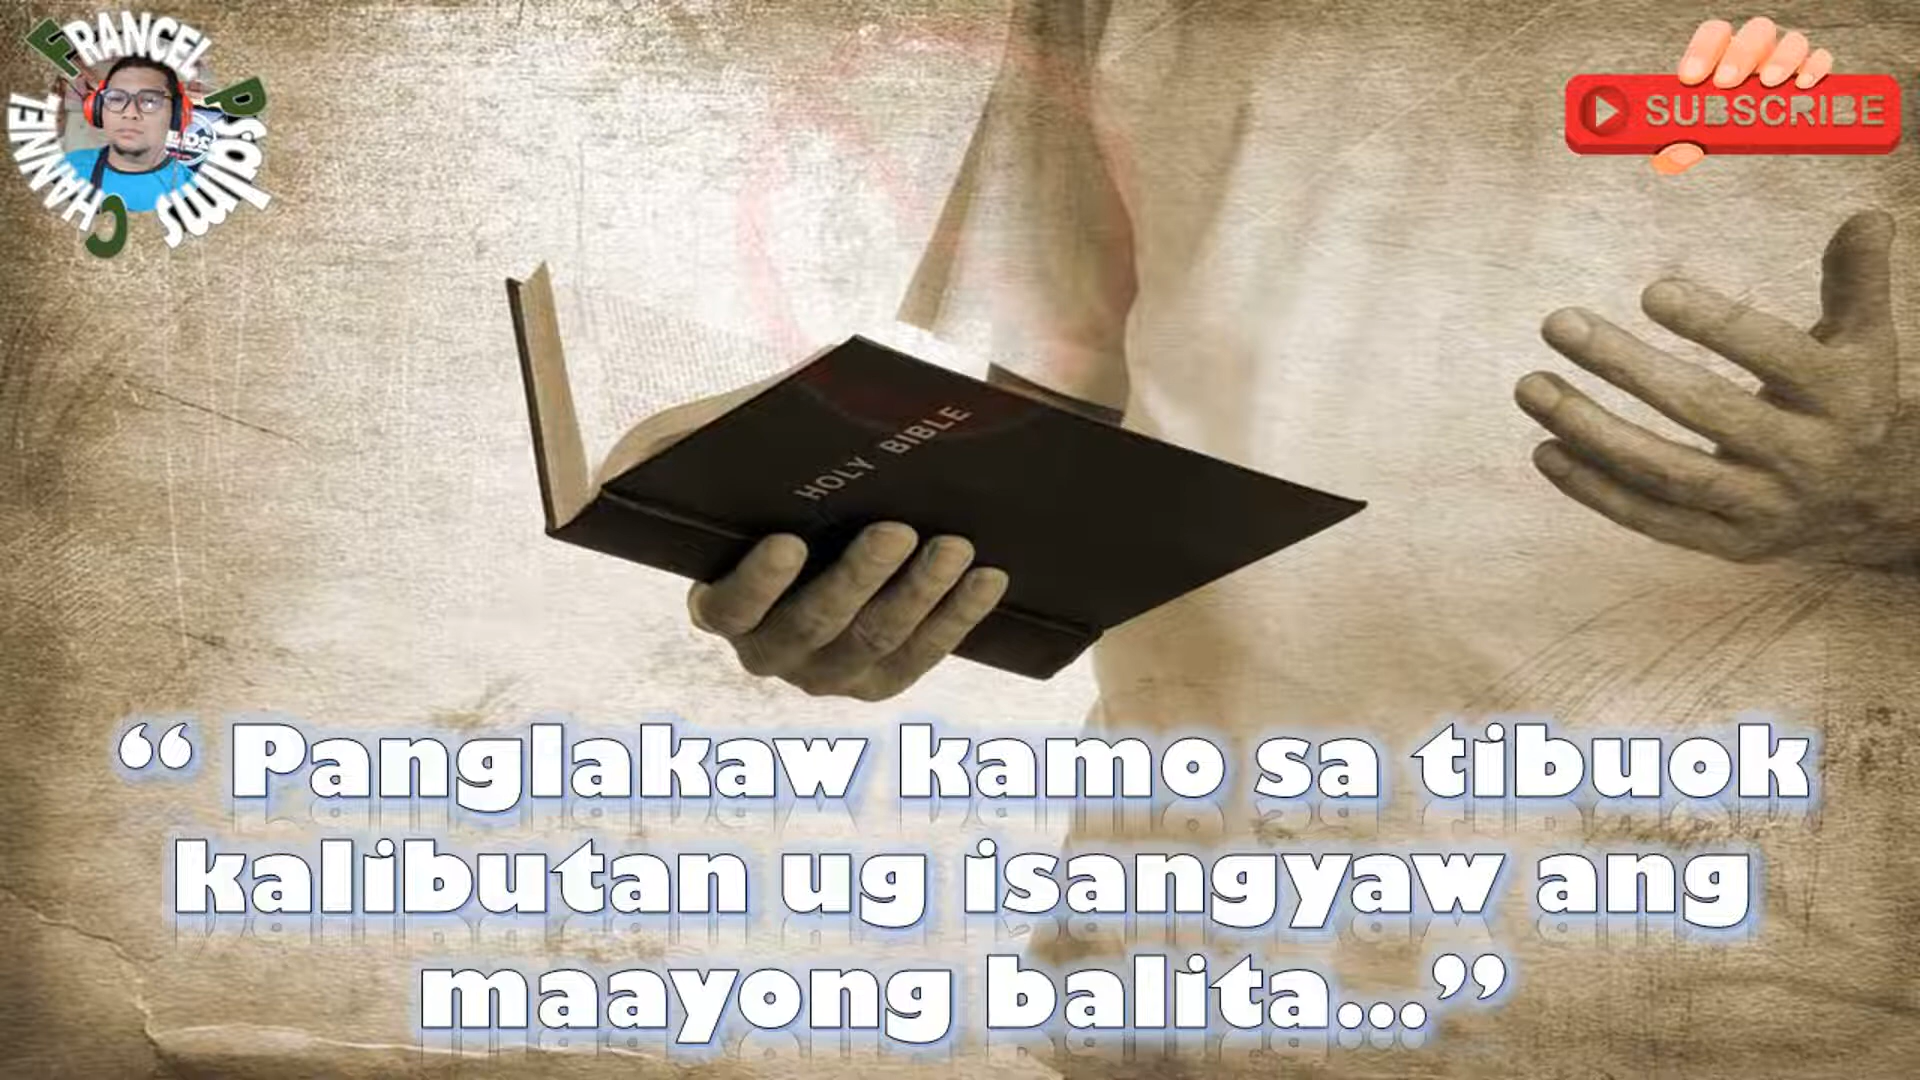 FRANCEL Psalms CHANNEL
SUBSCRIBE
HOLY BIBLE
“ Panglakaw kamo sa tibuok
kalibutan ug isangyaw ang
maayong balita...”